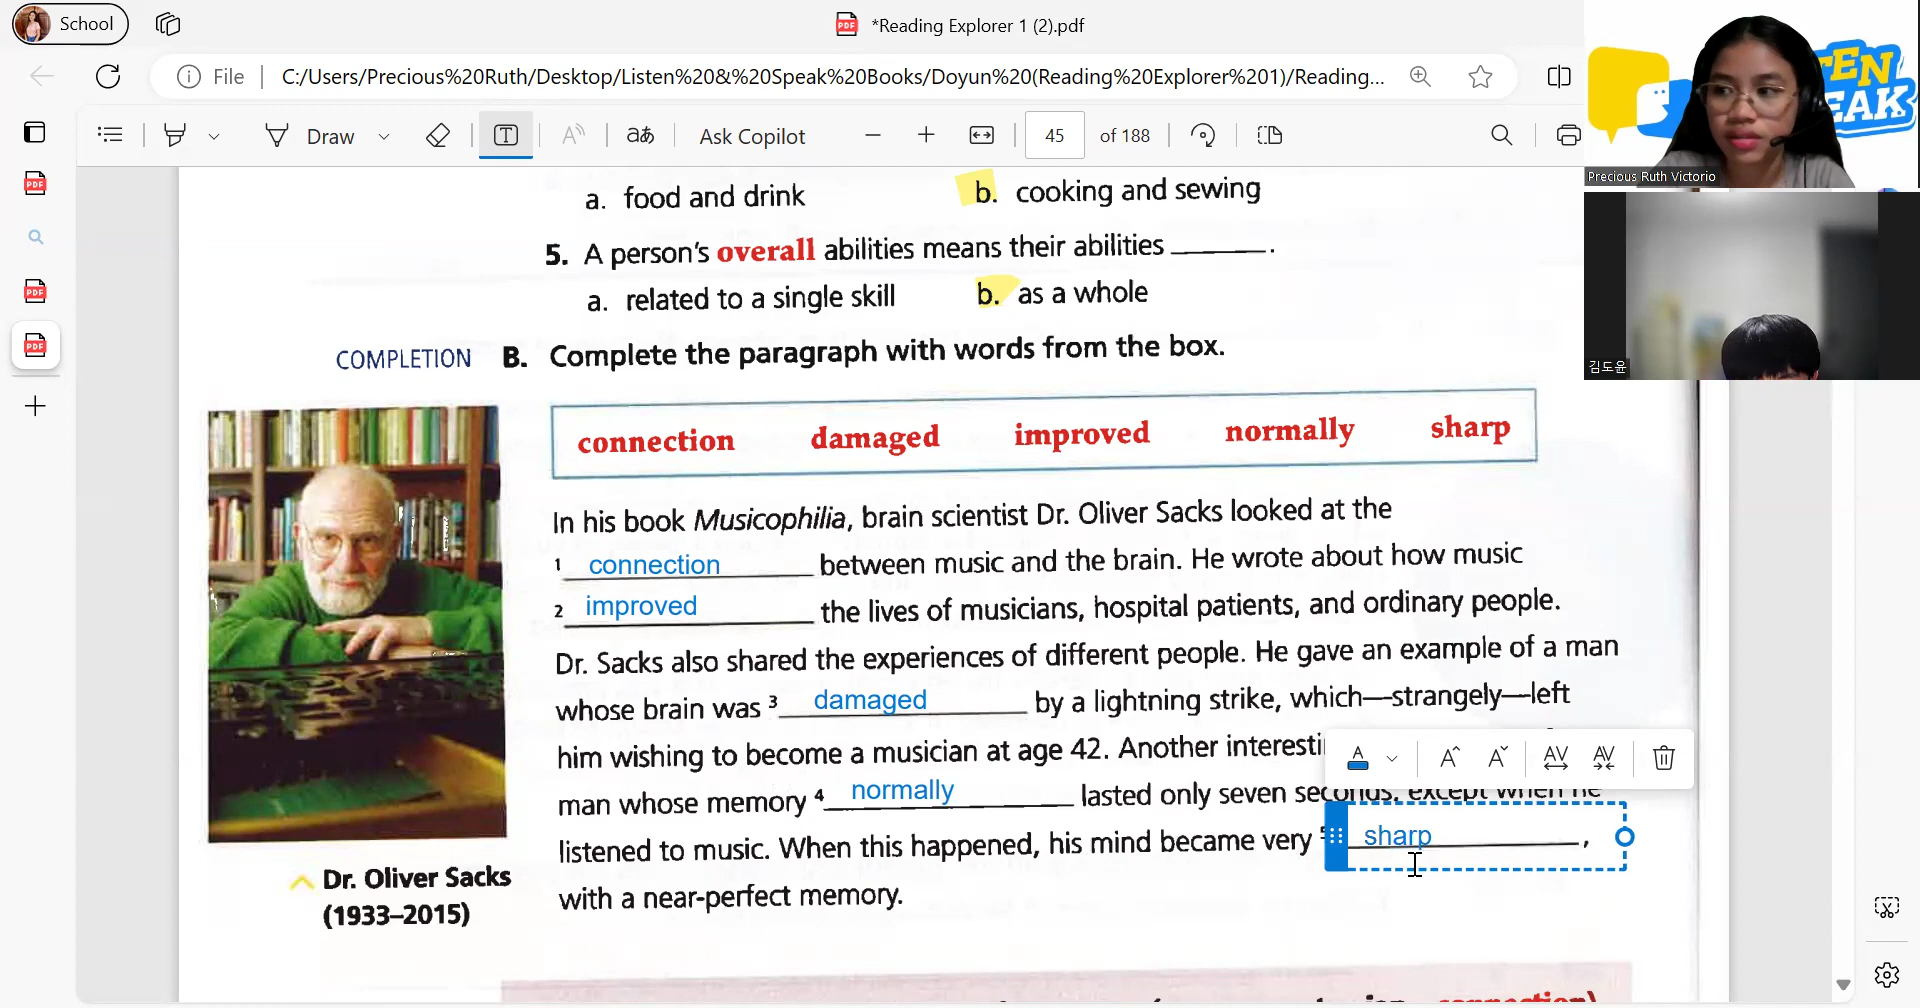 School
*Reading Explorer 1 (2).pdf
File
C:/Users/Precious%20Ruth/Desktop/Listen%20&%20Speak%20Books/Doyun%20(Reading%20Explorer%201)/Reading...
Draw
aあ
Ask Copilot
45 of 188
EN
EAK
Precious Ruth Victorio
김도윤
a. food and drink
b. cooking and sewing
5. A person's overall abilities means their abilities ______.
a. related to a single skill
b. as a whole
COMPLETION B. Complete the paragraph with words from the box.
connection damaged improved normally sharp
In his book Musicophilia, brain scientist Dr. Oliver Sacks looked at the
1 connection between music and the brain. He wrote about how music
2 improved the lives of musicians, hospital patients, and ordinary people.
Dr. Sacks also shared the experiences of different people. He gave an example of a man
whose brain was 3 damaged by a lightning strike, which—strangely—left
him wishing to become a musician at age 42. Another
man whose memory 4 normally lasted only seven seconds, except when he
listened to music. When this happened, his mind became very 5 sharp,
with a near-perfect memory.
Dr. Oliver Sacks
(1933–2015)